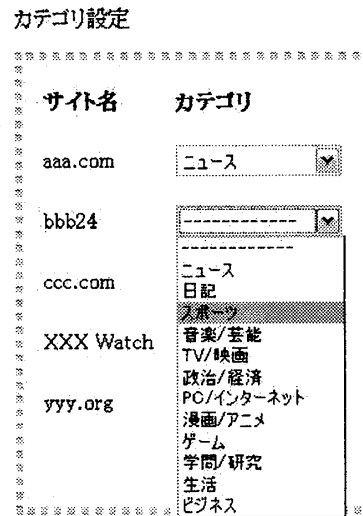 カテゴリ設定
サイト名 カテゴリ
aaa.com ニュース
bbb24 ------------
------------
ニュース
ccc.com
日記
スポーツ
音楽/芸能
XXX Watch
TV/映画
政治/経済
PC/インターネット
yyy.org
漫画/アニメ
ゲーム
学問/研究
生活
ビジネス